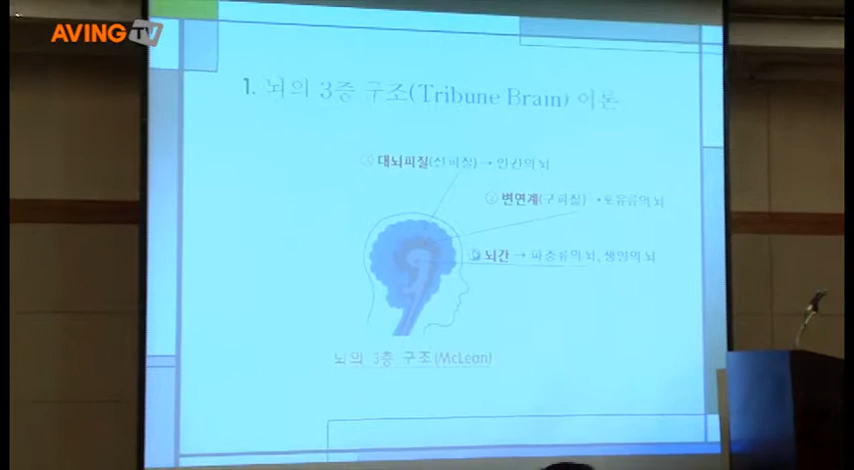 AVING TV
1. 뇌의 3층 구조(Tribune Brain) 이론
① 대뇌피질(신피질) → 인간의 뇌
② 변연계(구피질) → 포유류의 뇌
③ 뇌간 → 파충류의 뇌, 생명의 뇌
뇌의 3층 구조(McLean)